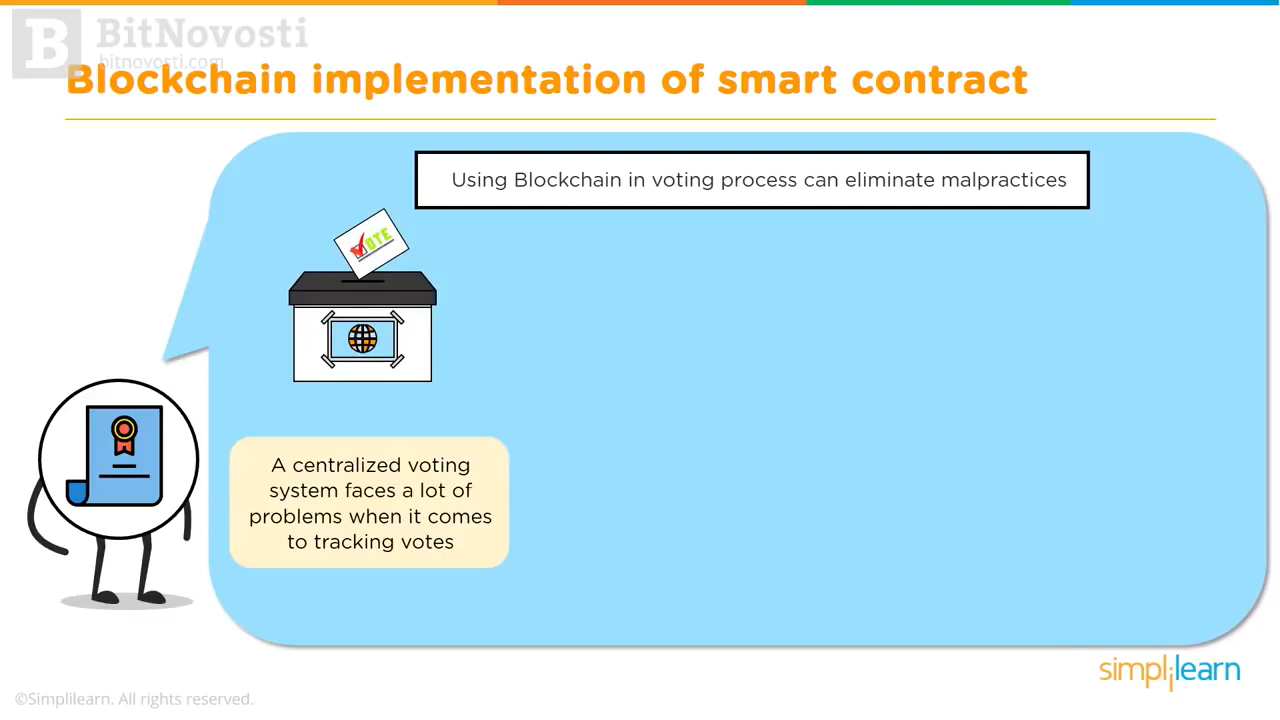 BitNovosti
bitnovosti.com
Blockchain implementation of smart contract
Using Blockchain in voting process can eliminate malpractices
VOTE
A centralized voting
system faces a lot of
problems when it comes
to tracking votes
simplilearn
©Simplilearn. All rights reserved.